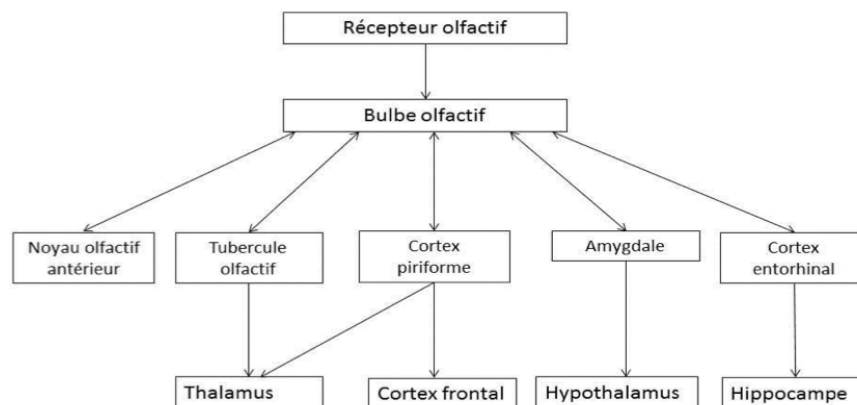 Récepteur olfactif
Bulbe olfactif
Noyau olfactif
antérieur
Tubercule
olfactif
Cortex
piriforme
Amygdale
Cortex
entorhinal
Thalamus
Cortex frontal
Hypothalamus
Hippocampe